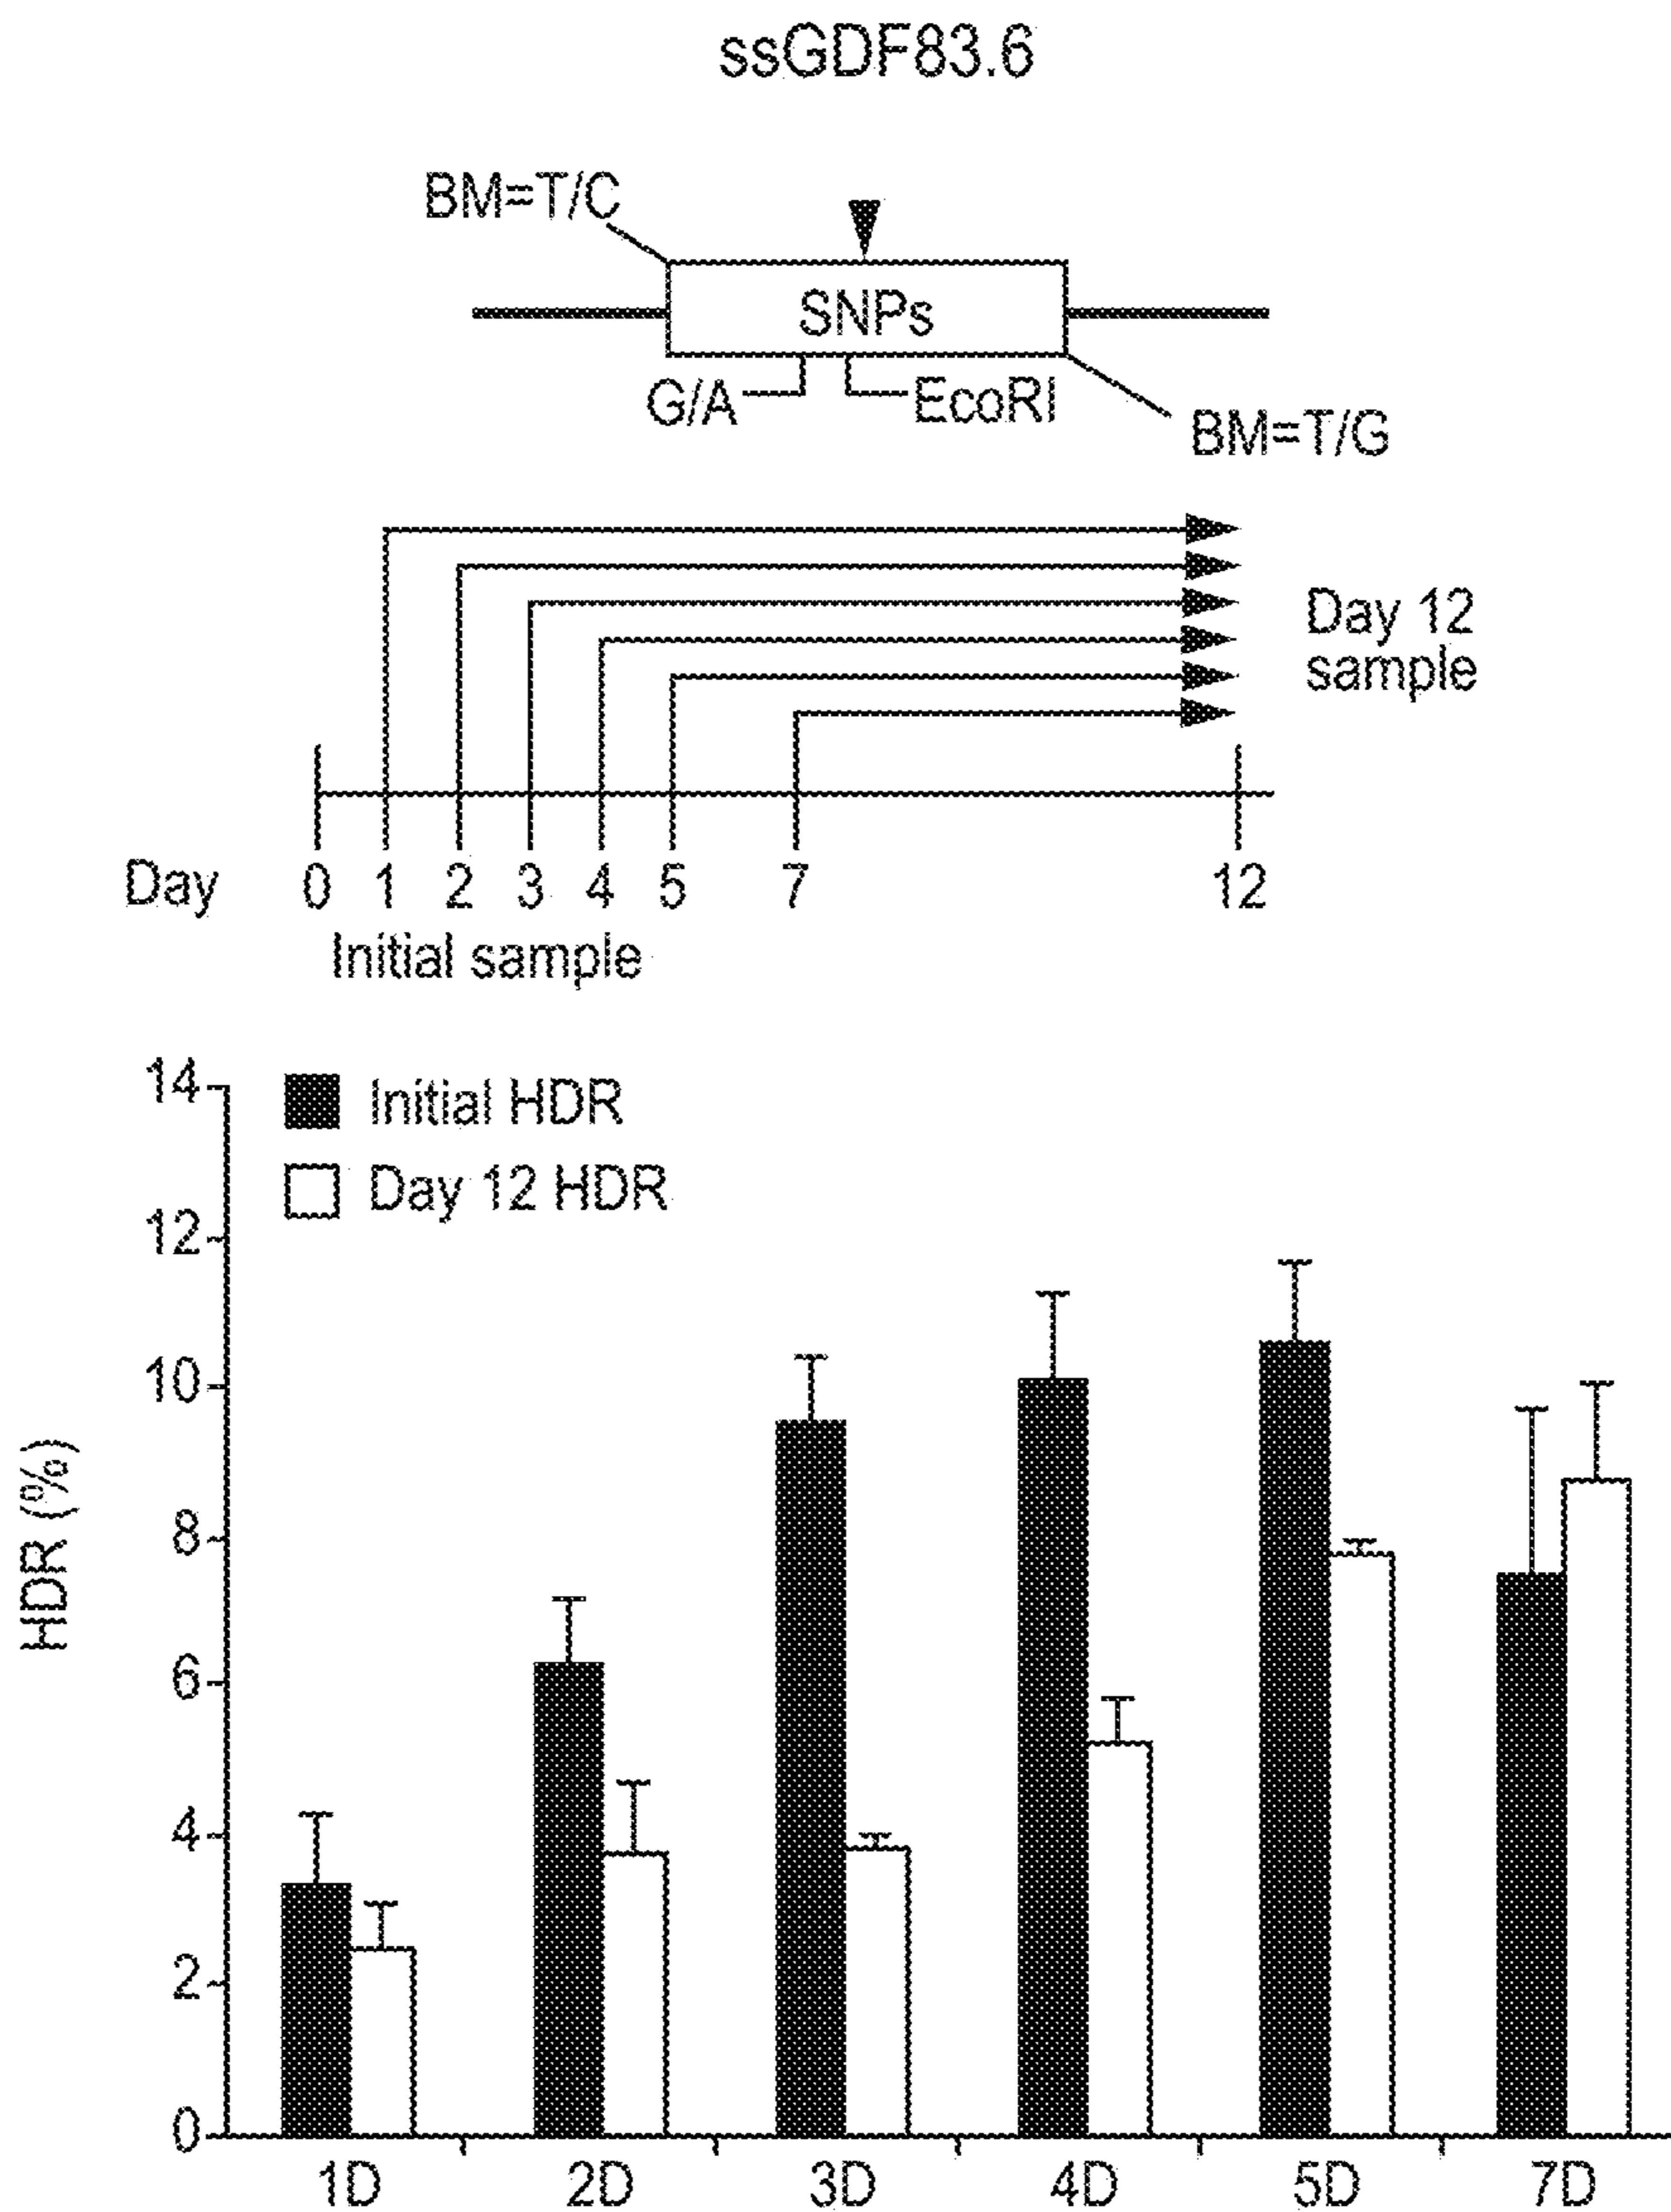 ssGDF83.6
BM=T/C
SNPs
G/A
EcoRI
BM=T/G
Day 12
sample
Day 0 1 2 3 4 5 7 12
Initial sample
14
12
10
8
6
4
2
0
HDR (%)
Initial HDR
Day 12 HDR
1D 2D 3D 4D 5D 7D